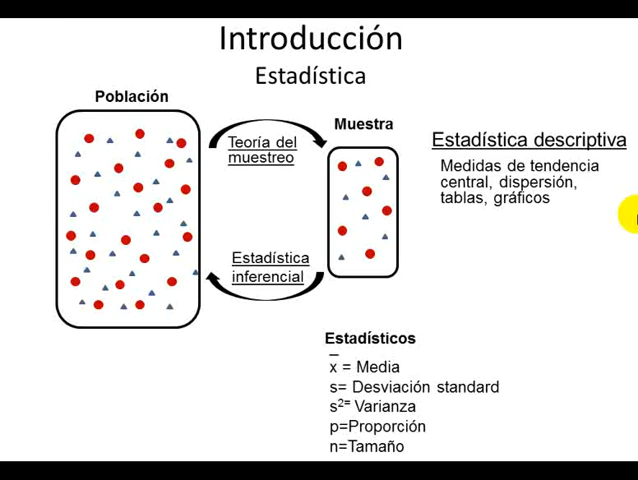 Introducción
Estadística
Población
Teoría del
muestreo
Muestra
Estadística descriptiva
Medidas de tendencia
central, dispersión,
tablas, gráficos
Estadística
inferencial
Estadísticos
x̄ = Media
s= Desviación standard
s²⁼ Varianza
p=Proporción
n=Tamaño